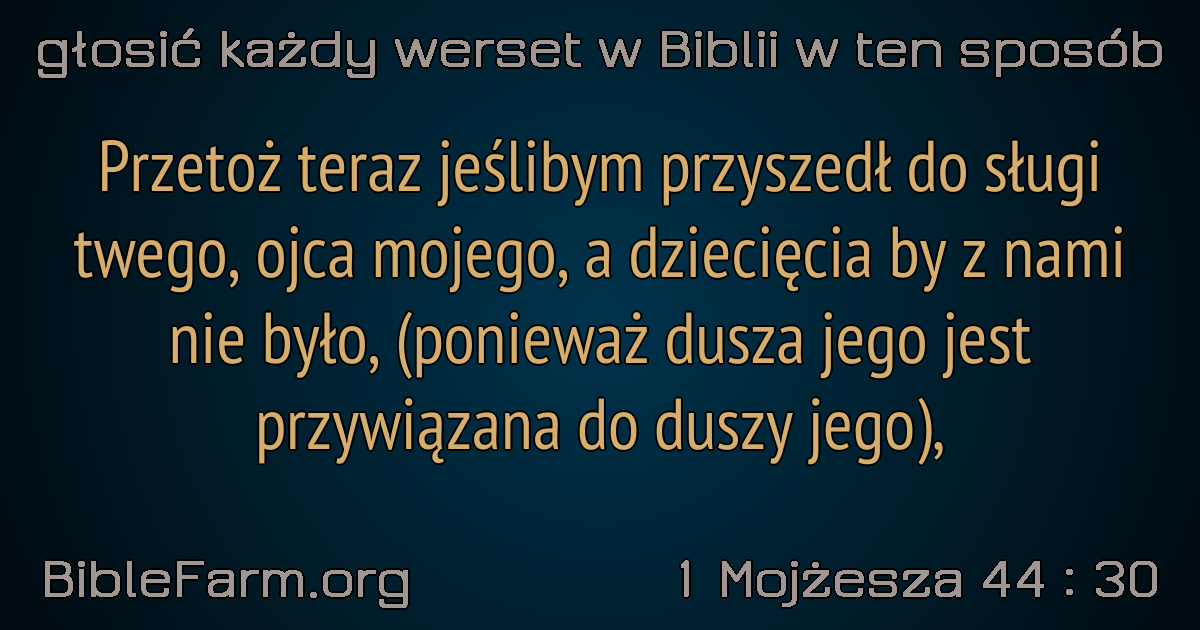 głosić każdy werset w Biblii w ten sposób
Przetoż teraz jeślibym przyszedł do sługi
twego, ojca mojego, a dziecięcia by z nami
nie było, (ponieważ dusza jego jest
przywiązana do duszy jego),
BibleFarm.org
1 Mojżesza 44 : 30